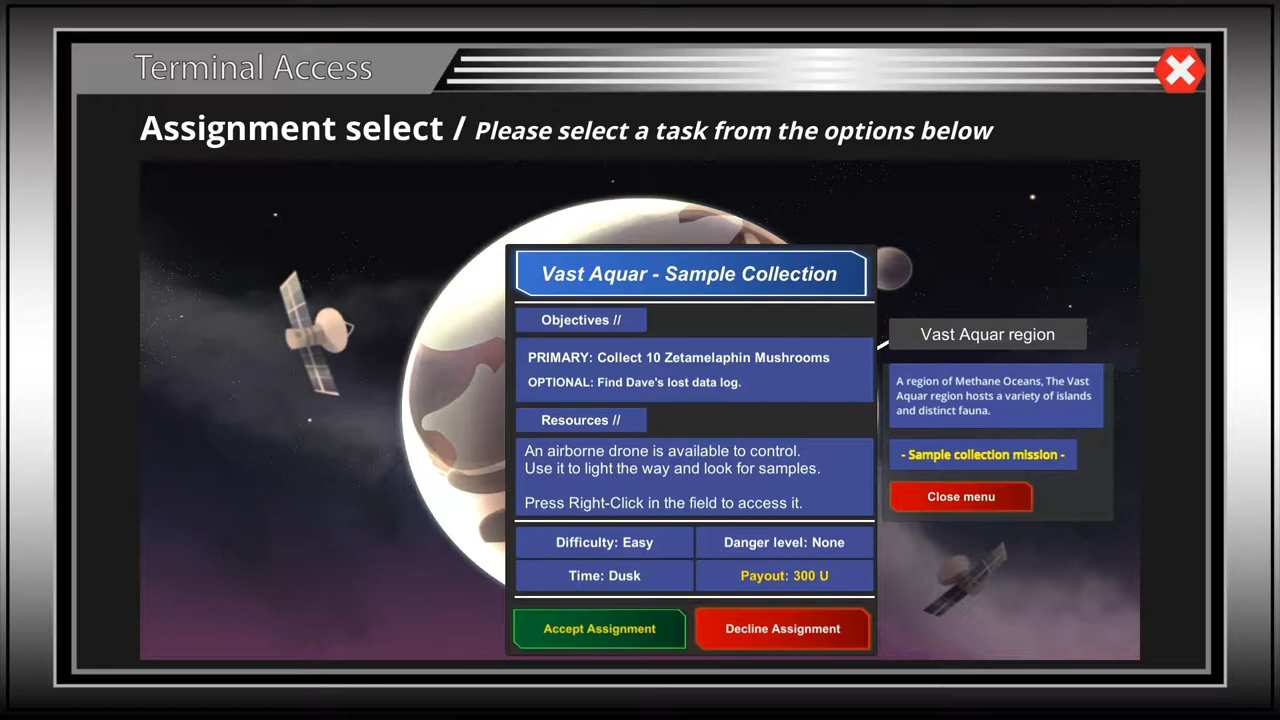 Terminal Access
Assignment select / Please select a task from the options below
Vast Aquar - Sample Collection
Objectives //
PRIMARY: Collect 10 Zetamelaphin Mushrooms
OPTIONAL: Find Dave's lost data log.
Resources //
An airborne drone is available to control.
Use it to light the way and look for samples.
Press Right-Click in the field to access it.
Difficulty: Easy
Danger level: None
Time: Dusk
Payout: 300 U
Accept Assignment
Decline Assignment
Vast Aquar region
A region of Methane Oceans, The Vast
Aquar region hosts a variety of islands
and distinct fauna.
- Sample collection mission -
Close menu